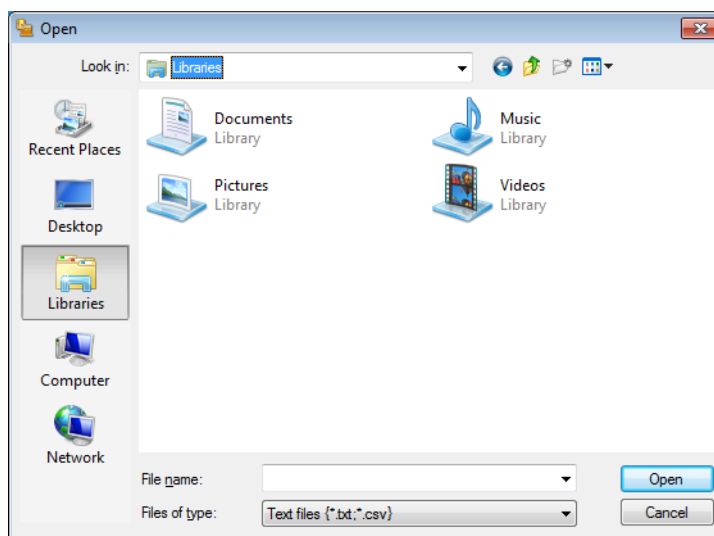 Open
Look in:
Libraries
Recent Places
Desktop
Libraries
Computer
Network
Documents
Library
Music
Library
Pictures
Library
Videos
Library
File name:
Open
Files of type:
Text files {*.txt;*.csv}
Cancel